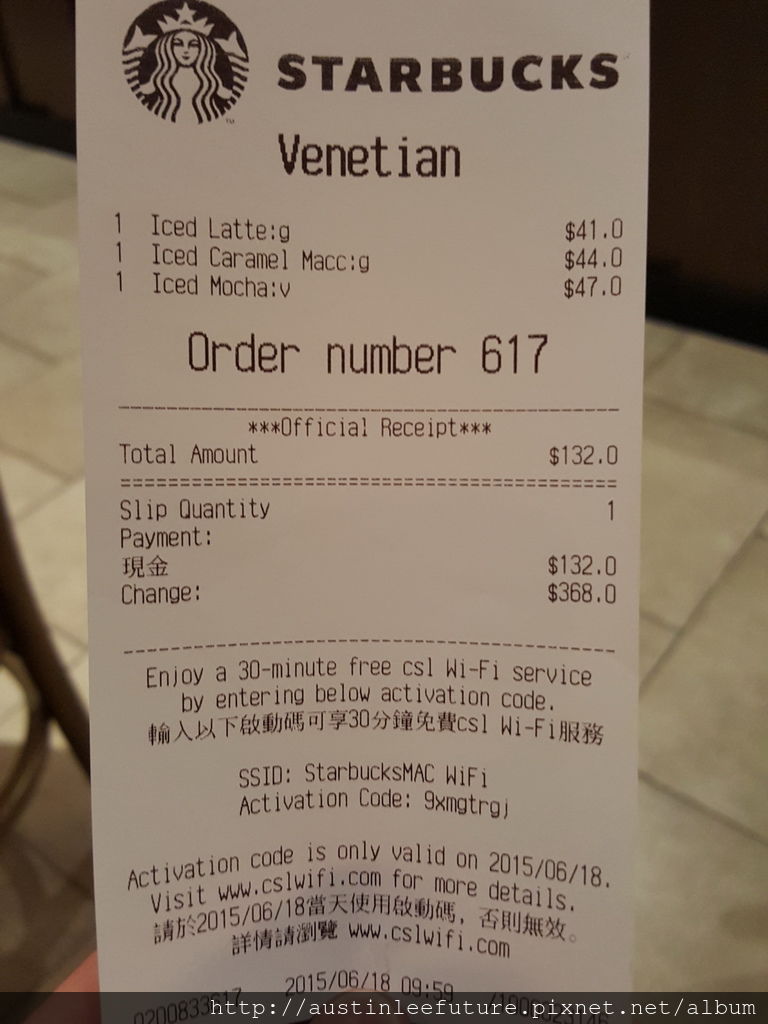 STARBUCKS
TM
Venetian
1 Iced Latte:g $41.0
1 Iced Caramel Macc:g $44.0
1 Iced Mocha:v $47.0
Order number 617
***Official Receipt***
Total Amount $132.0
Slip Quantity 1
Payment:
現金 $132.0
Change: $368.0
Enjoy a 30-minute free csl Wi-Fi service
by entering below activation code.
輸入以下啟動碼可享30分鐘免費csl Wi-Fi服務
SSID: StarbucksMAC WiFi
Activation Code: 9xmgtrgj
Activation code is only valid on 2015/06/18.
Visit www.cslwifi.com for more details.
請於2015/06/18當天使用啟動碼, 否則無效。
詳情請瀏覽 www.cslwifi.com
2015/06/18 09:59
http://austinleefuture.pixnet.net/album